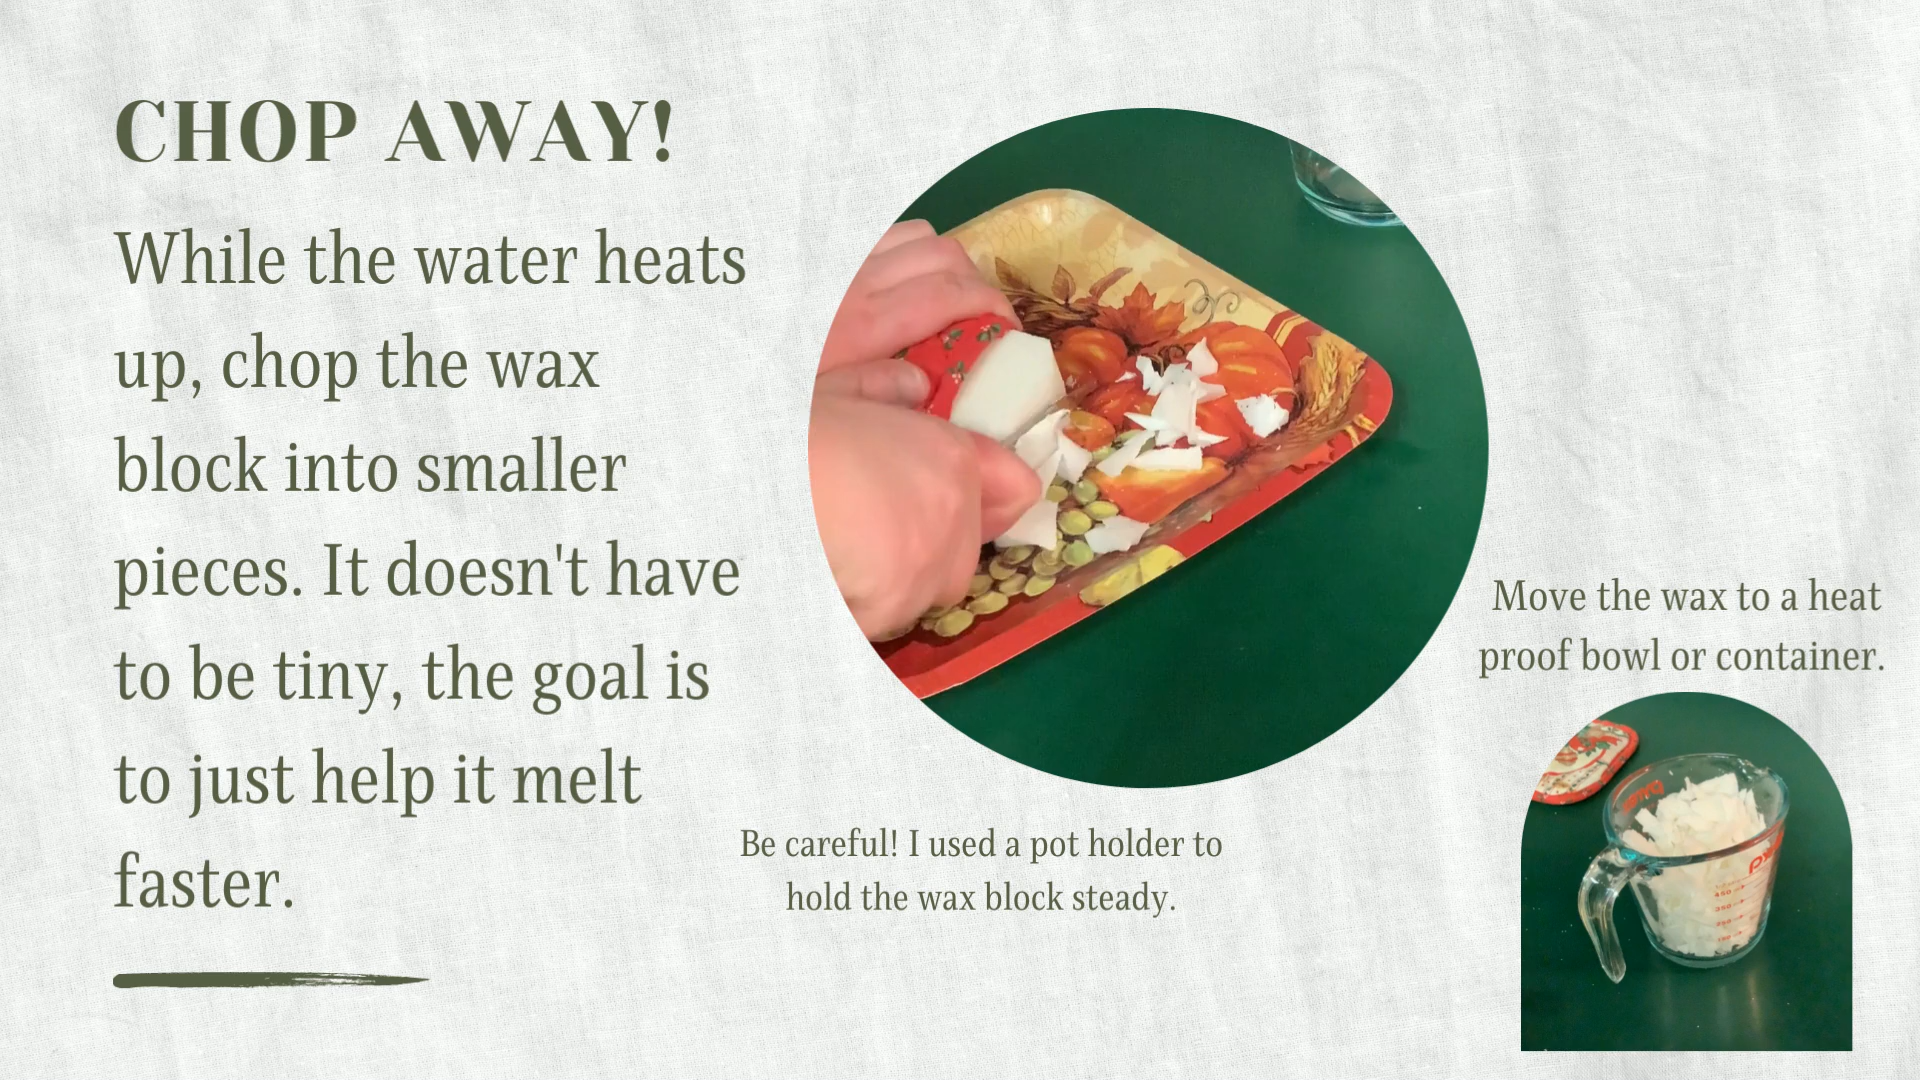 CHOP AWAY!
While the water heats
up, chop the wax
block into smaller
pieces. It doesn't have
to be tiny, the goal is
to just help it melt
faster.
Be careful! I used a pot holder to
hold the wax block steady.
Move the wax to a heat
proof bowl or container.